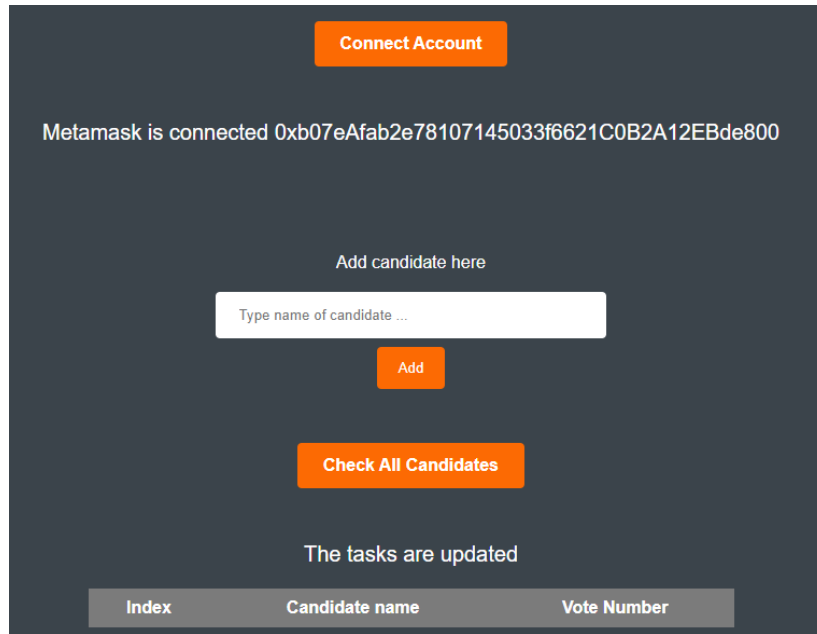 Connect Account
Metamask is connected 0xb07eAfab2e78107145033f6621C0B2A12EBde800
Add candidate here
Type name of candidate ...
Add
Check All Candidates
The tasks are updated
Index Candidate name Vote Number